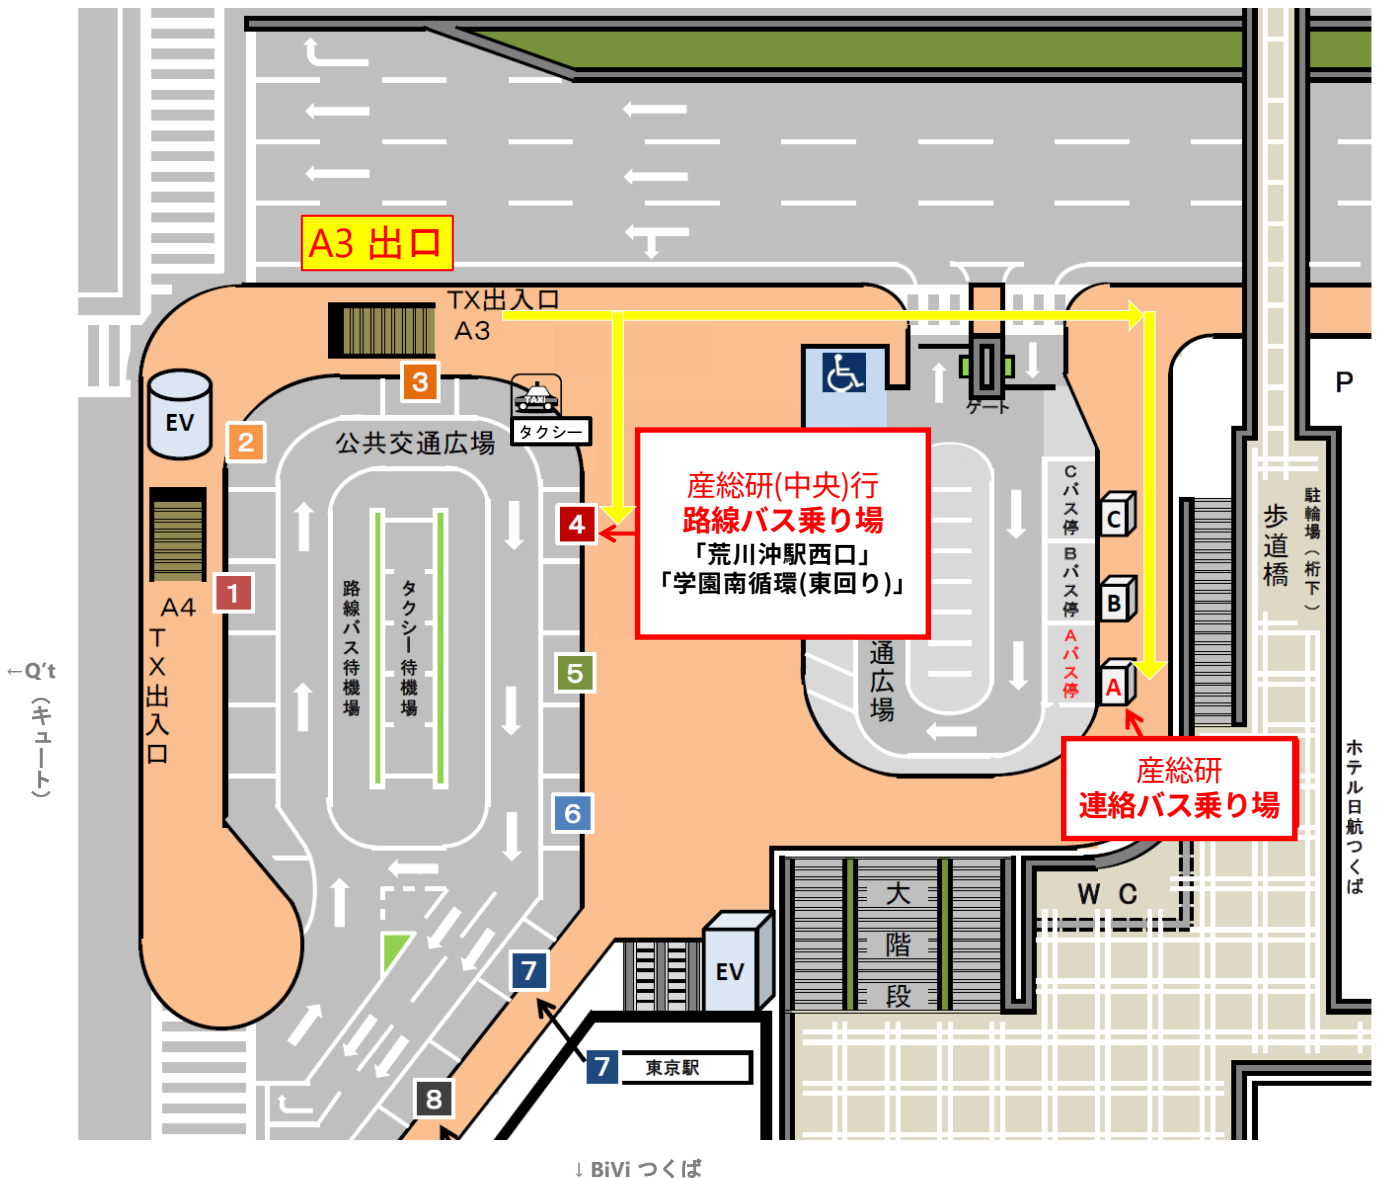 A3 出口
TX出入口
A3
3
EV
2
公共交通広場
TAXI
タクシー
1
A4
TX出入口
路線バス待機場
タクシー待機場
4
5
6
7
8
産総研(中央)行
路線バス乗り場
「荒川沖駅西口」
「学園南循環(東回り)」
ゲート
通広場
Cバス停
Bバス停
Aバス停
C
B
A
産総研
連絡バス乗り場
P
歩道橋
駐輪場（桁下）
ホテル日航つくば
WC
大階段
EV
7
東京駅
←Q’t
（キュート）
↓ BiVi つくば